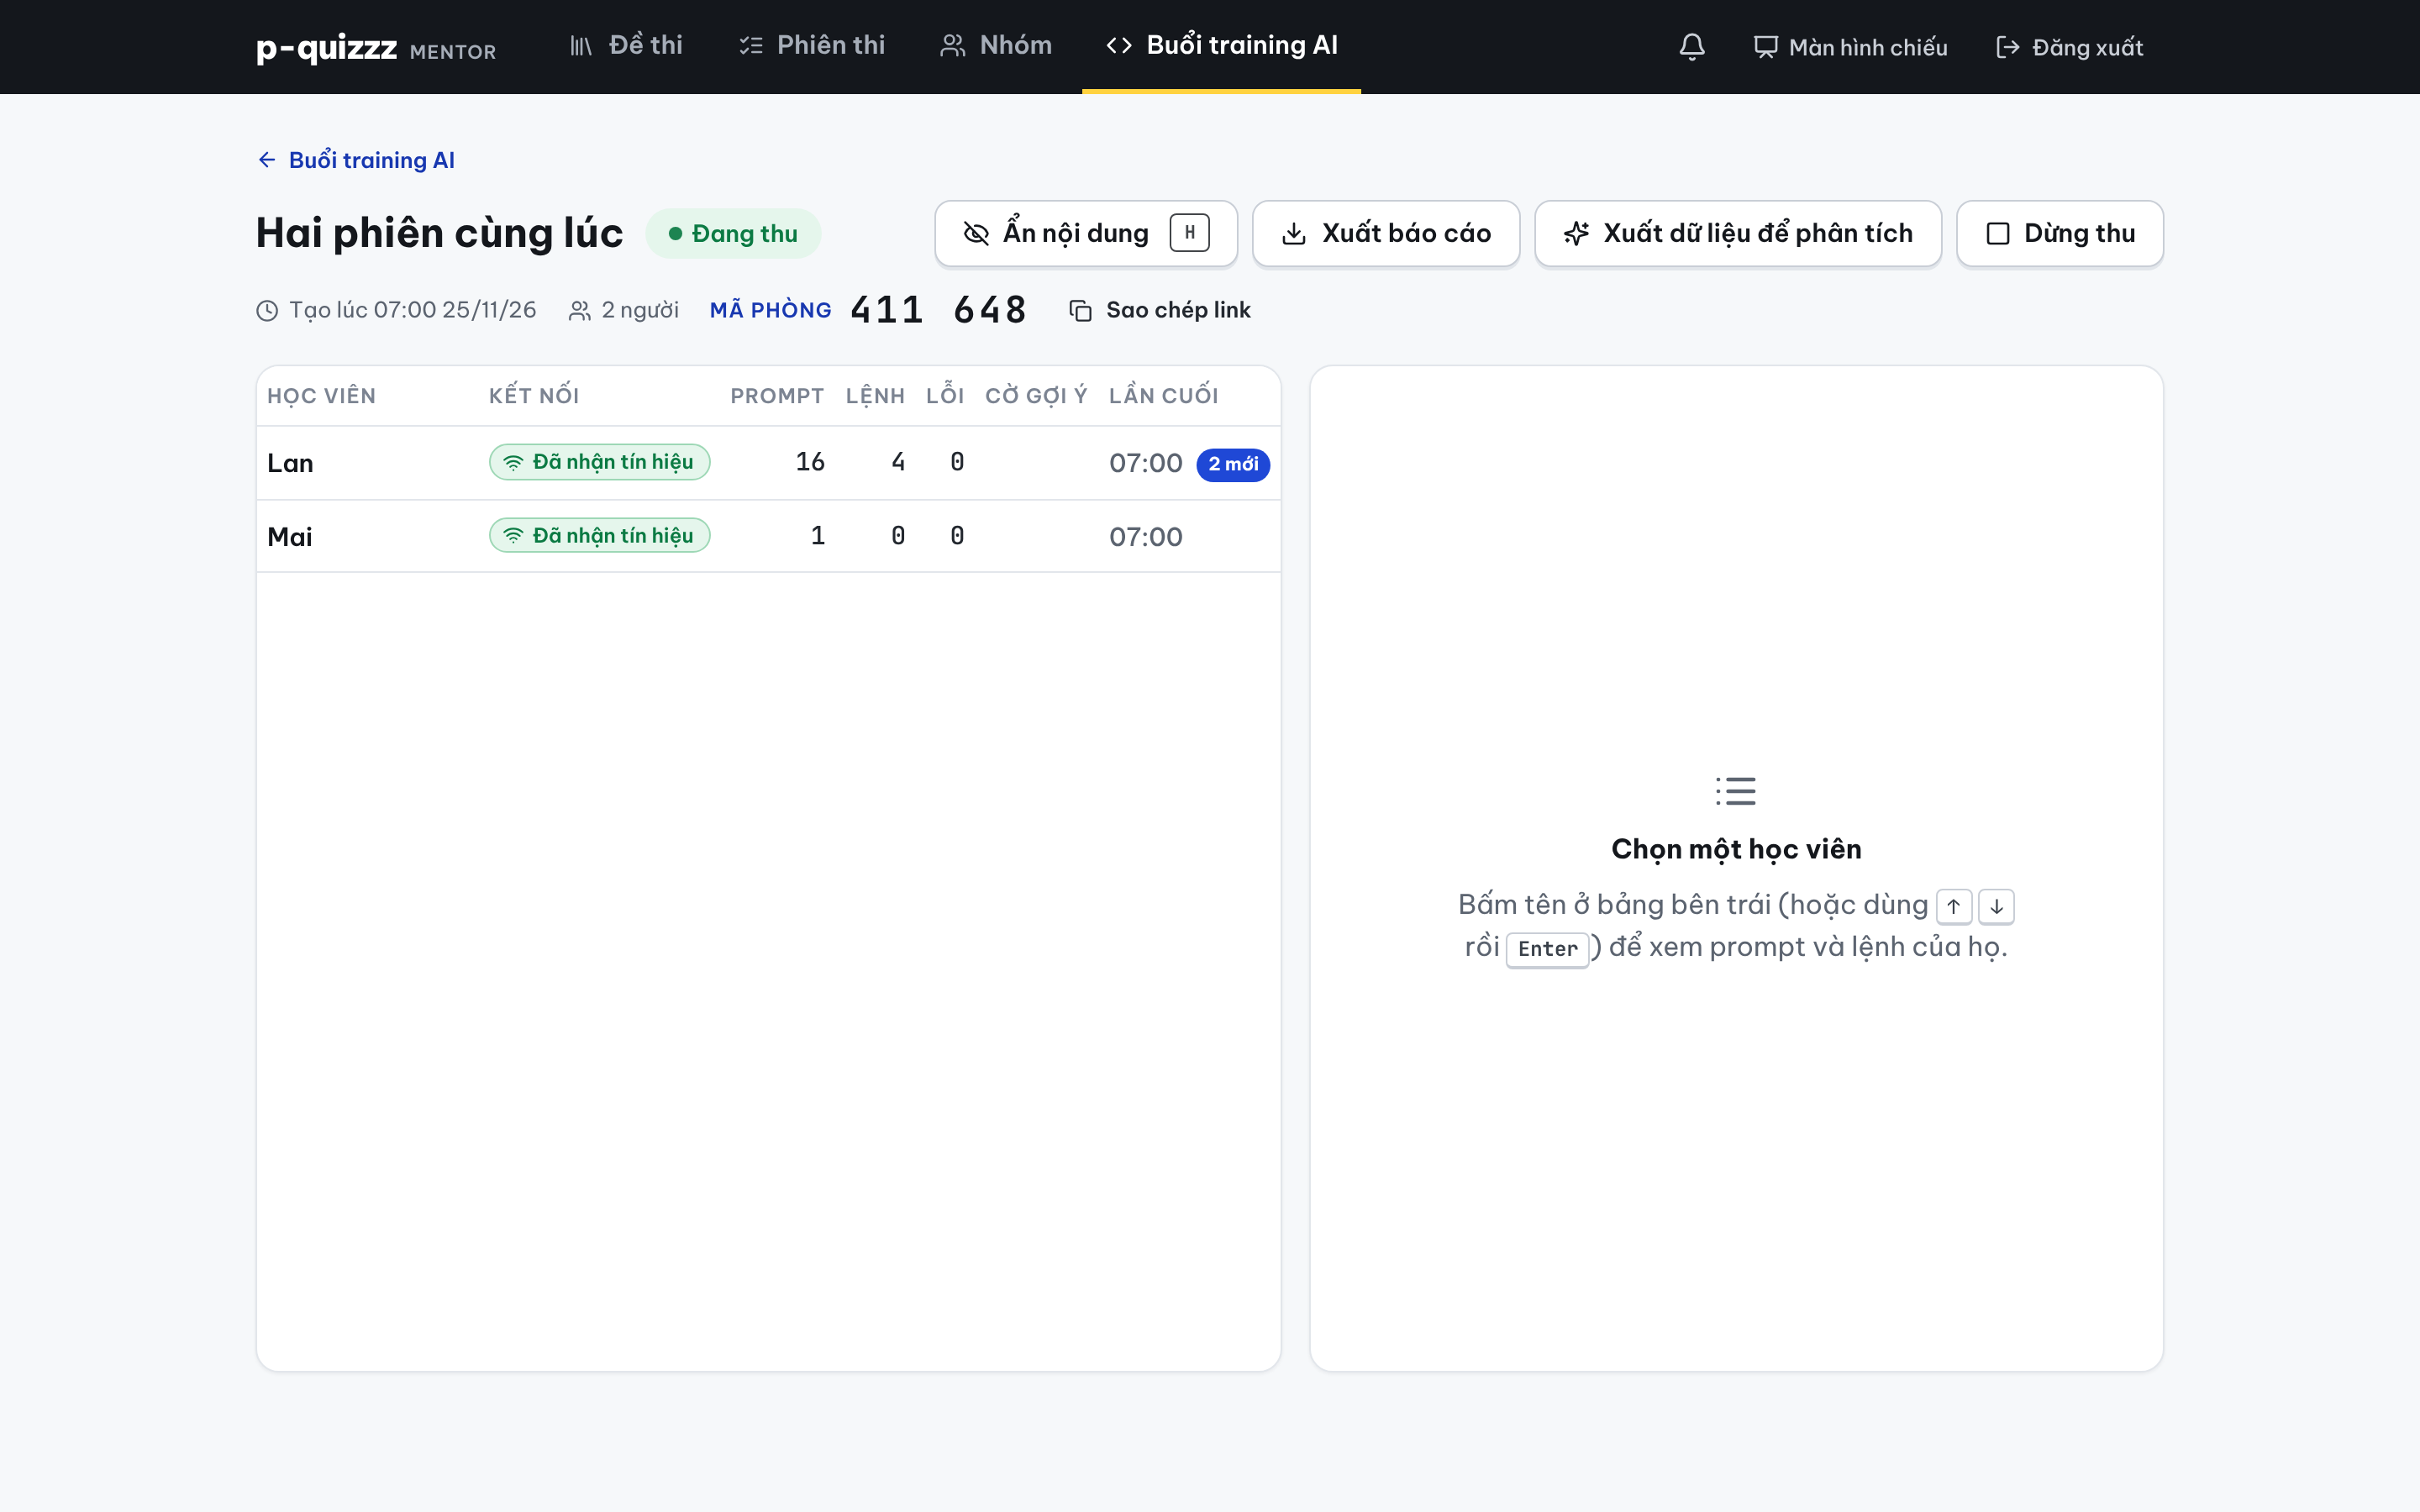 p-quizzz MENTOR Đề thi Phiên thi Nhóm Buổi training AI Màn hình chiếu Đăng xuất
Buổi training AI
Hai phiên cùng lúc Đang thu Ẩn nội dung H Xuất báo cáo Xuất dữ liệu để phân tích Dừng thu
Tạo lúc 07:00 25/11/26 2 người MÃ PHÒNG 411 648 Sao chép link
HỌC VIÊN KẾT NỐI PROMPT LỆNH LỖI CỜ GỢI Ý LẦN CUỐI
Lan Đã nhận tín hiệu 16 4 0 07:00 2 mới
Mai Đã nhận tín hiệu 1 0 0 07:00
Chọn một học viên
Bấm tên ở bảng bên trái (hoặc dùng ↑ ↓
rồi Enter) để xem prompt và lệnh của họ.